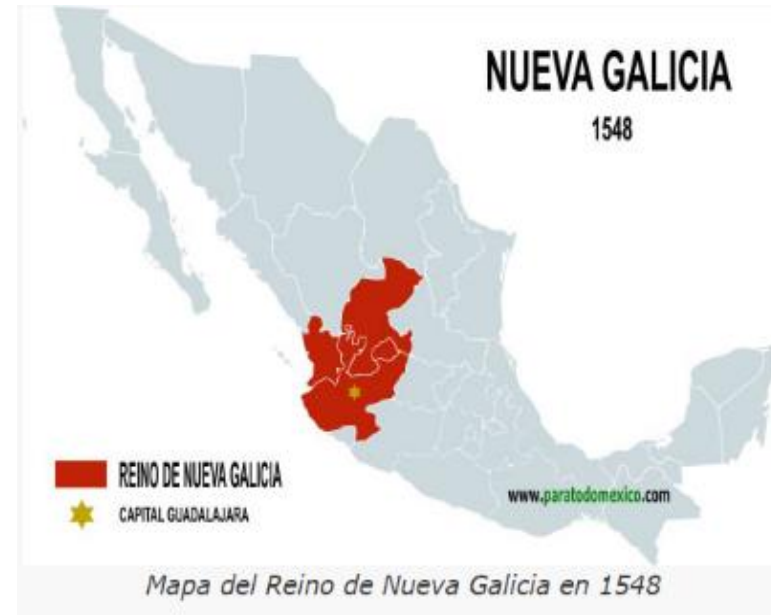 NUEVA GALICIA
1548
REINO DE NUEVA GALICIA
CAPITAL GUADALAJARA
www.paratodomexico.com
Mapa del Reino de Nueva Galicia en 1548